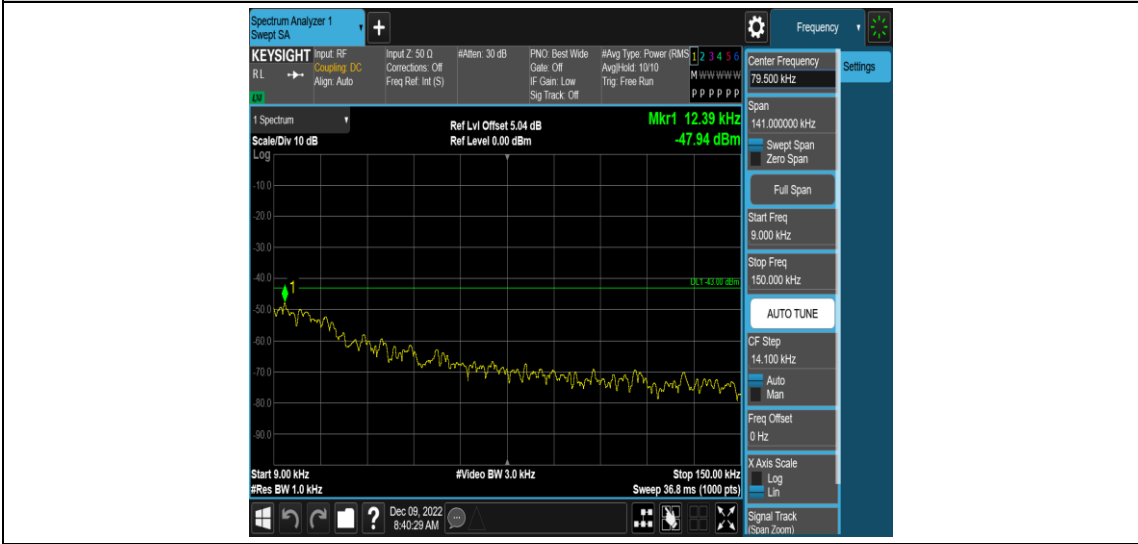 Spectrum Analyzer 1
Swept SA
+
Frequency
KEYSIGHT
RL
Input: RF
Coupling: DC
Align: Auto
Input Z: 50 Ω
Corrections: Off
Freq Ref: Int (S)
#Atten: 30 dB
PNO: Best Wide
Gate: Off
IF Gain: Low
Sig Track: Off
#Avg Type: Power (RMS
Avg|Hold: 10/10
Trig: Free Run
1 2 3 4 5 6
M W W W W W
P P P P P P
Center Frequency
79.500 kHz
Settings
Span
141.000000 kHz
Swept Span
Zero Span
Full Span
Start Freq
9.000 kHz
Stop Freq
150.000 kHz
AUTO TUNE
CF Step
14.100 kHz
Auto
Man
Freq Offset
0 Hz
X Axis Scale
Log
Lin
Signal Track
(Span Zoom)
1 Spectrum
Scale/Div 10 dB
Log
Ref Lvl Offset 5.04 dB
Ref Level 0.00 dBm
Mkr1 12.39 kHz
-47.94 dBm
-10.0
-20.0
-30.0
-40.0
DL1 -43.00 dBm
1
-50.0
-60.0
-70.0
-80.0
-90.0
Start 9.00 kHz
#Res BW 1.0 kHz
#Video BW 3.0 kHz
Stop 150.00 kHz
Sweep 36.8 ms (1000 pts)
?
Dec 09, 2022
8:40:29 AM